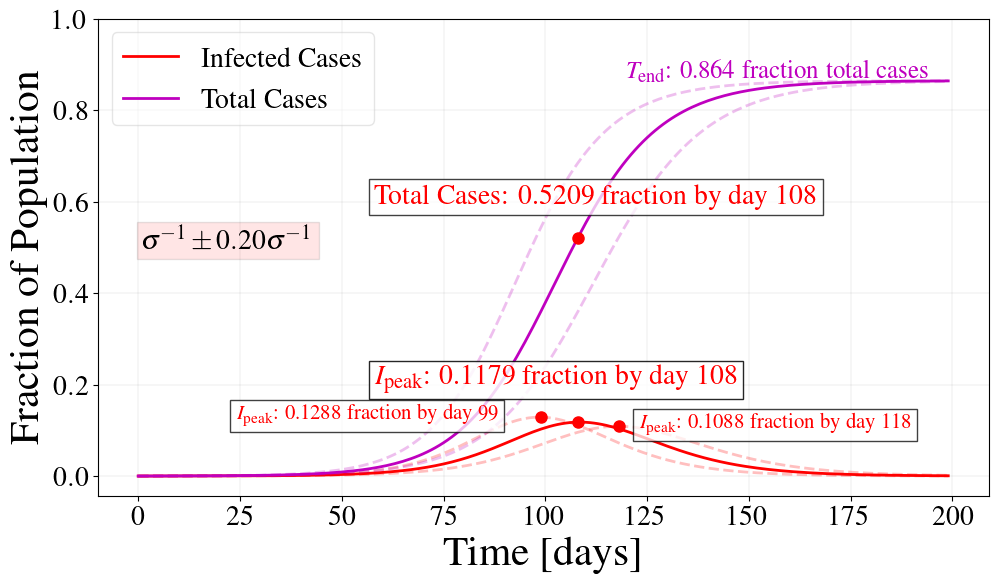 1.0
Infected Cases
Total Cases
T_end: 0.864 fraction total cases
0.8
Total Cases: 0.5209 fraction by day 108
0.6
σ⁻¹ ± 0.20σ⁻¹
0.4
I_peak: 0.1179 fraction by day 108
0.2
I_peak: 0.1288 fraction by day 99
I_peak: 0.1088 fraction by day 118
0.0
Fraction of Population
0 25 50 75 100 125 150 175 200
Time [days]